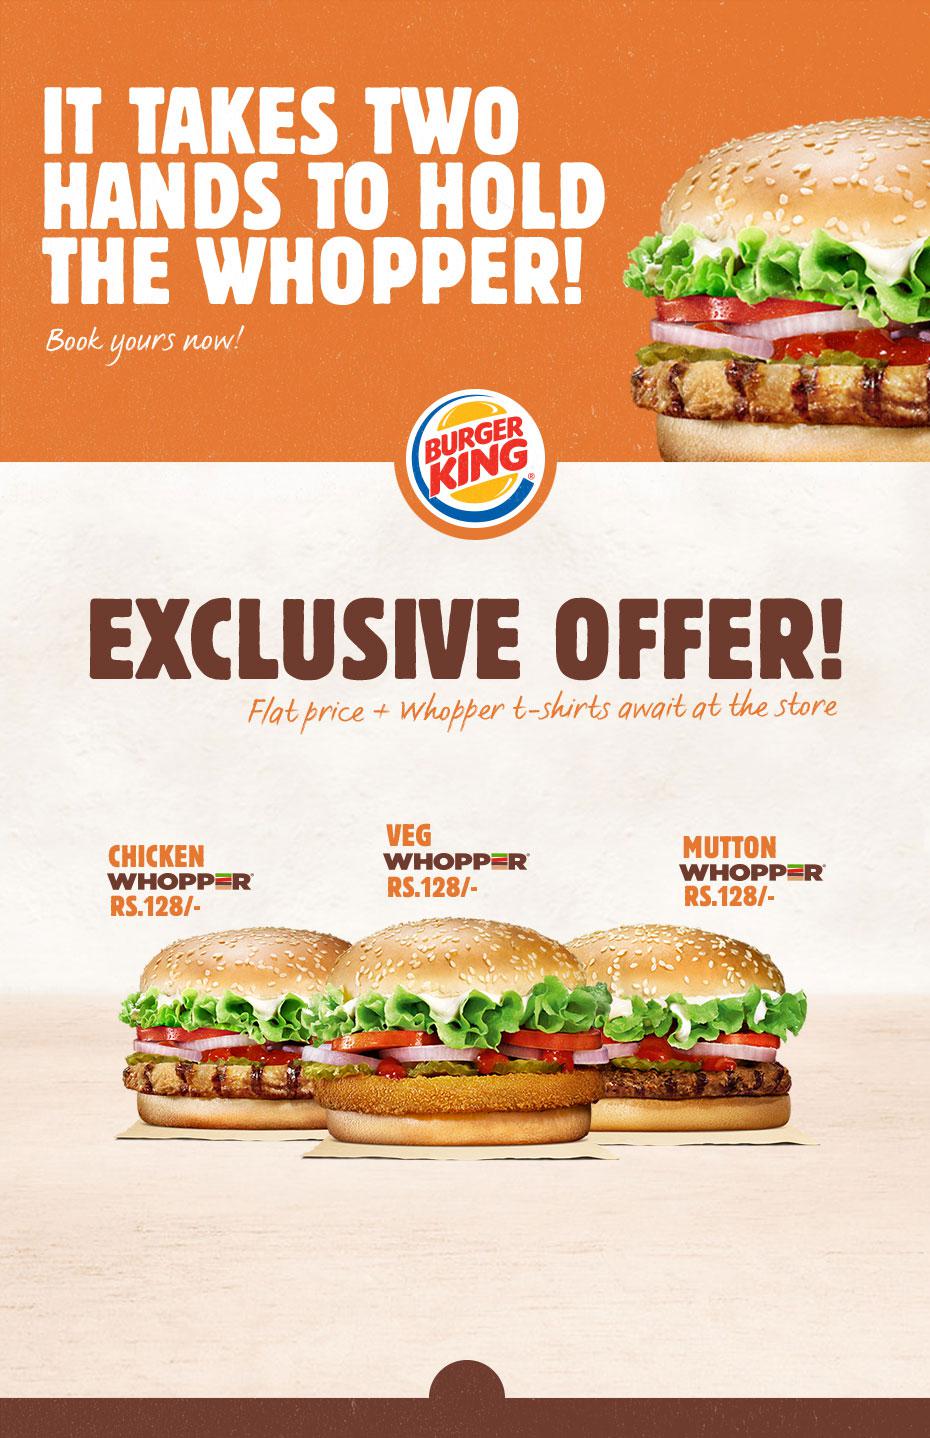 IT TAKES TWO
HANDS TO HOLD
THE WHOPPER!
Book yours now!
BURGER
KING
®
EXCLUSIVE OFFER!
Flat price + Whopper t-shirts await at the store
CHICKEN
WHOPPER®
RS.128/-
VEG
WHOPPER®
RS.128/-
MUTTON
WHOPPER®
RS.128/-